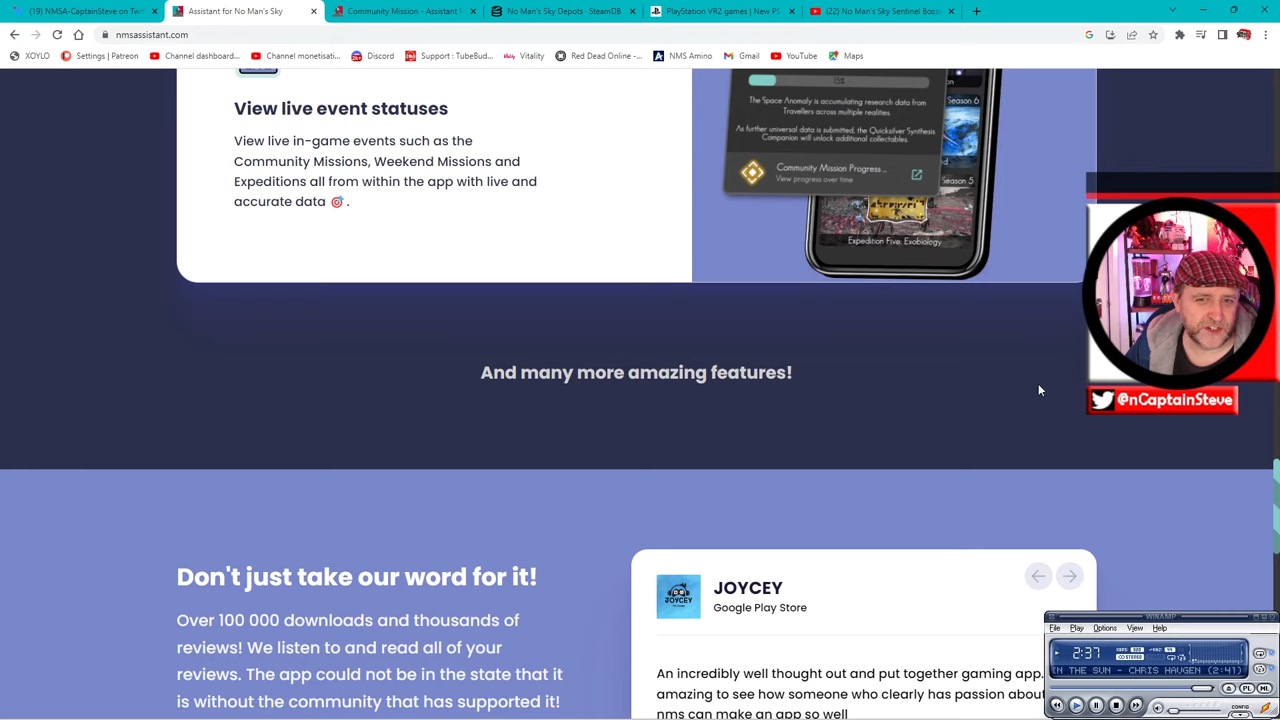 (19) NMSA-CaptainSteve on Twi
Assistant for No Man's Sky
Community Mission - Assistant F
No Man's Sky Depots · SteamDB
PlayStation VR2 games | New PS
(22) No Man's Sky Sentinel Boss
nmsassistant.com
XOYLO
Settings | Patreon
Channel dashboard...
Channel monetisati...
Discord
Support : TubeBud...
Vitality
Red Dead Online -...
NMS Amino
Gmail
YouTube
Maps
View live event statuses
View live in-game events such as the
Community Missions, Weekend Missions and
Expeditions all from within the app with live and
accurate data 🎯 .
The Space Anomaly is accumulating research data from
Travellers across multiple realities.
As further universal data is submitted, the Quicksilver Synthesis
Companion will unlock additional collectables.
Community Mission Progress ...
View progress over time
Season 6
Season 5
Expedition Five, Exobiology
@nCaptainSteve
And many more amazing features!
Don't just take our word for it!
Over 100 000 downloads and thousands of
reviews! We listen to and read all of your
reviews. The app could not be in the state that it
is without the community that has supported it!
JOYCEY
JOYCEY
Google Play Store
An incredibly well thought out and put together gaming app.
amazing to see how someone who clearly has passion about
nms can make an app so well
WINAMP
File Play Options View Help
2:37
STEREO
N THE SUN - CHRIS HAUGEN (2:41)
PL ML
CONFIG